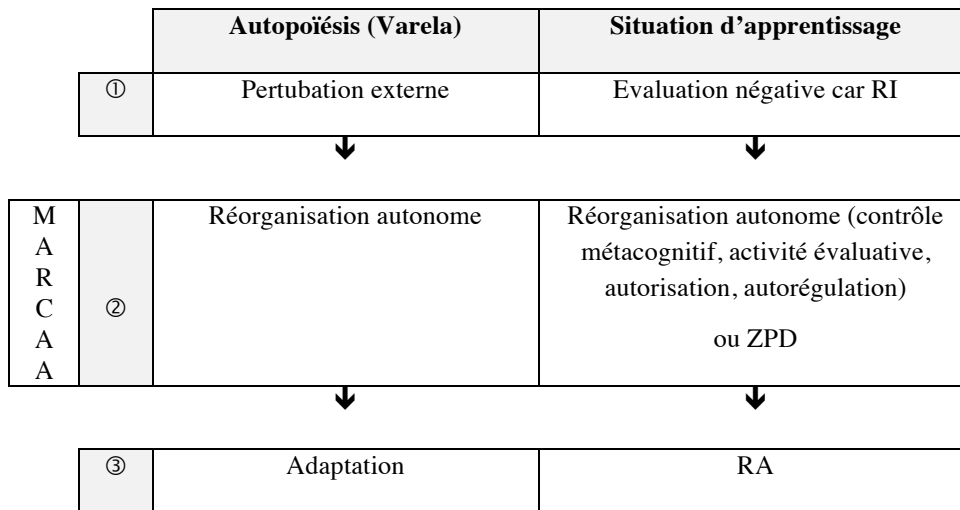 Autopoïésis (Varela) Situation d’apprentissage
① Pertubation externe Evaluation négative car RI
🡳 🡳
M
A
R
C
A
A
② Réorganisation autonome Réorganisation autonome (contrôle
métacognitif, activité évaluative,
autorisation, autorégulation)
ou ZPD
🡳 🡳
③ Adaptation RA